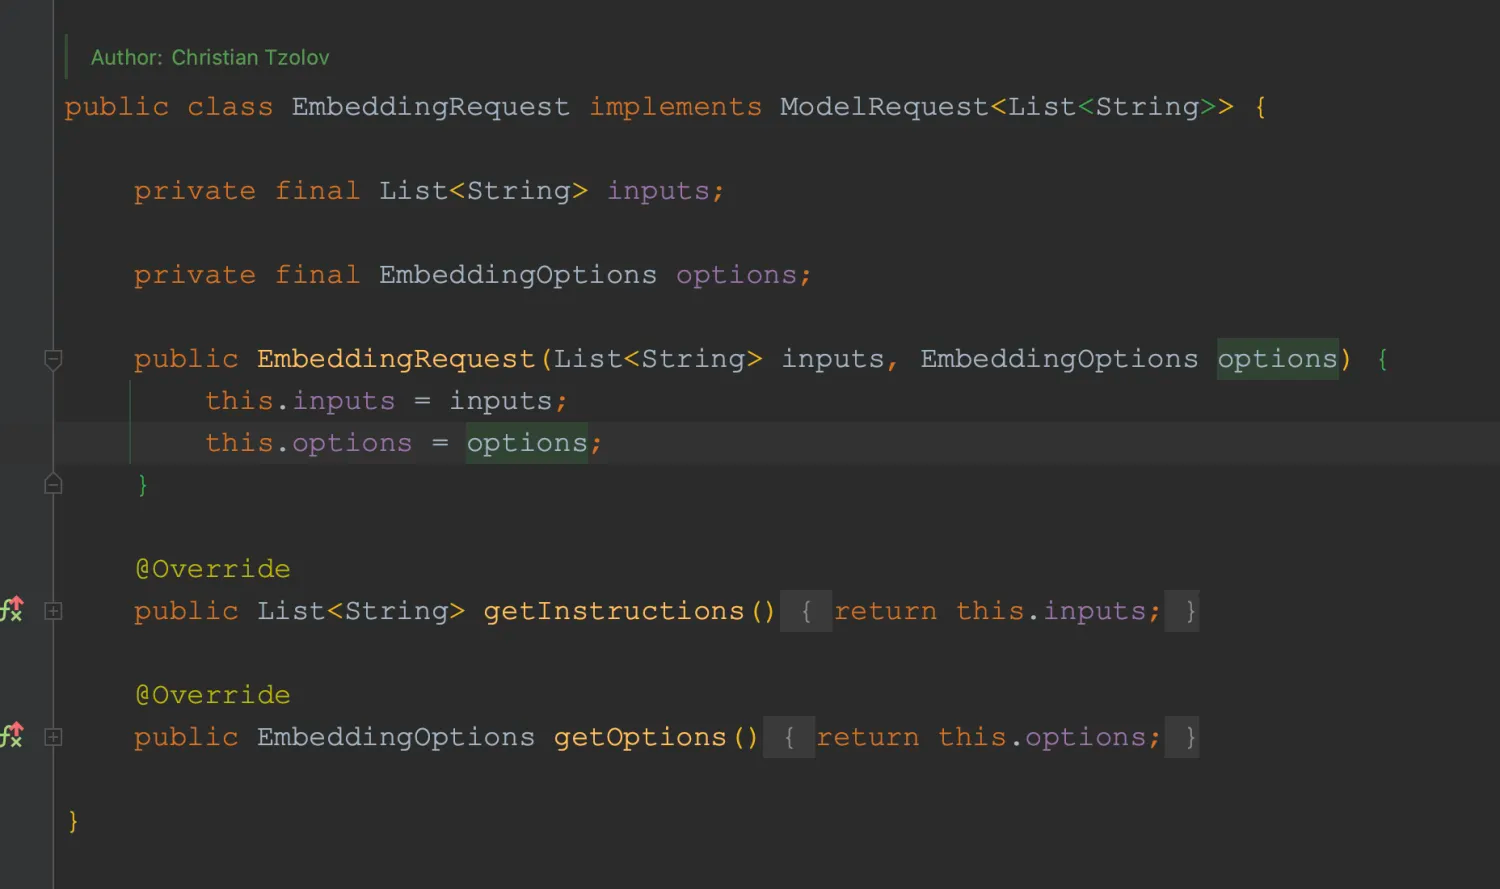 Author: Christian Tzolov
public class EmbeddingRequest implements ModelRequest<List<String>> {
private final List<String> inputs;
private final EmbeddingOptions options;
public EmbeddingRequest(List<String> inputs, EmbeddingOptions options) {
this.inputs = inputs;
this.options = options;
}
@Override
public List<String> getInstructions() { return this.inputs; }
@Override
public EmbeddingOptions getOptions() { return this.options; }
}